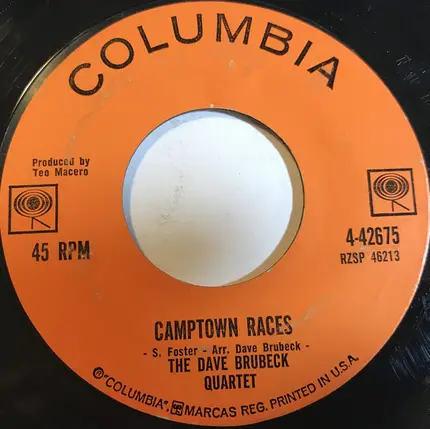 COLUMBIA
Produced by
Teo Macero
45 RPM
4-42675
RZSP 46213
CAMPTOWN RACES
- S. Foster - Arr. Dave Brubeck -
THE DAVE BRUBECK
QUARTET
® "COLUMBIA", MARCAS REG. PRINTED IN U.S.A.